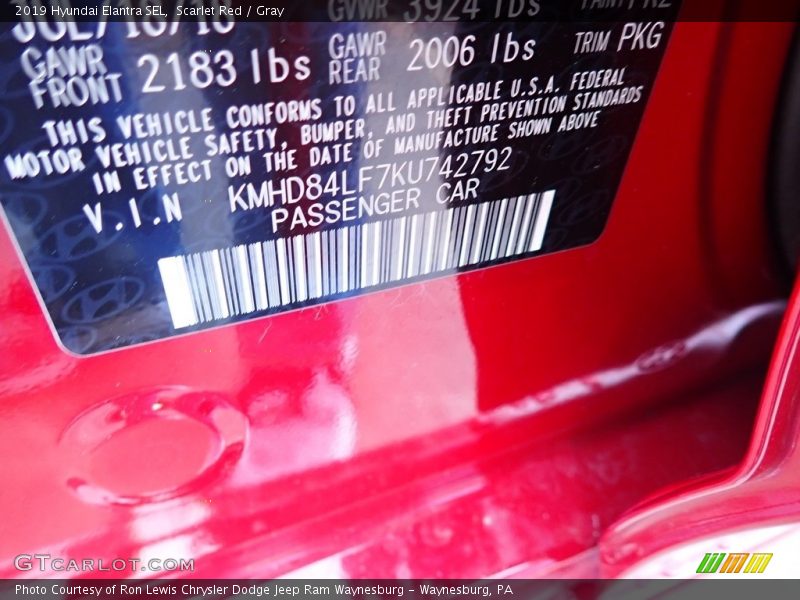 2019 Hyundai Elantra SEL, Scarlet Red / Gray
GVWR 3924 lbs
GAWR FRONT 2183 lbs GAWR REAR 2006 lbs TRIM PKG
THIS VEHICLE CONFORMS TO ALL APPLICABLE U.S.A. FEDERAL
MOTOR VEHICLE SAFETY, BUMPER, AND THEFT PREVENTION STANDARDS
IN EFFECT ON THE DATE OF MANUFACTURE SHOWN ABOVE
V.I.N KMHD84LF7KU742792
PASSENGER CAR
GTCARLOT.COM
Photo Courtesy of Ron Lewis Chrysler Dodge Jeep Ram Waynesburg - Waynesburg, PA